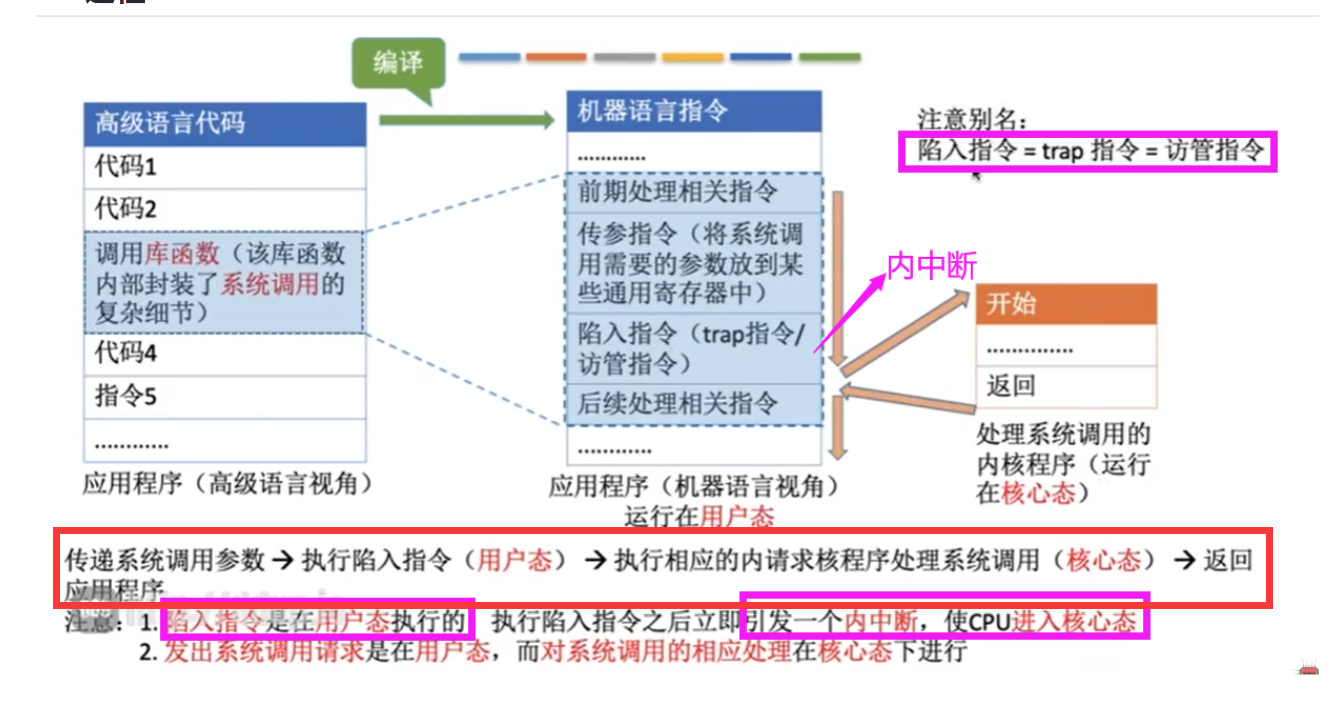 编译
高级语言代码
代码1
代码2
调用库函数（该库函数
内部封装了系统调用的
复杂细节）
代码4
指令5
............
应用程序（高级语言视角）
机器语言指令
............
前期处理相关指令
传参指令（将系统调
用需要的参数放到某
些通用寄存器中）
陷入指令（trap指令/
访管指令）
后续处理相关指令
............
应用程序（机器语言视角）
运行在用户态
注意别名：
陷入指令 = trap 指令 = 访管指令
内中断
开始
..............
返回
处理系统调用的
内核程序（运行
在核心态）
传递系统调用参数 → 执行陷入指令（用户态） → 执行相应的内请求核程序处理系统调用（核心态） → 返回
应用程序
注意：1. 陷入指令是在用户态执行的 执行陷入指令之后立即引发一个内中断，使CPU进入核心态
2. 发出系统调用请求是在用户态，而对系统调用的相应处理在核心态下进行